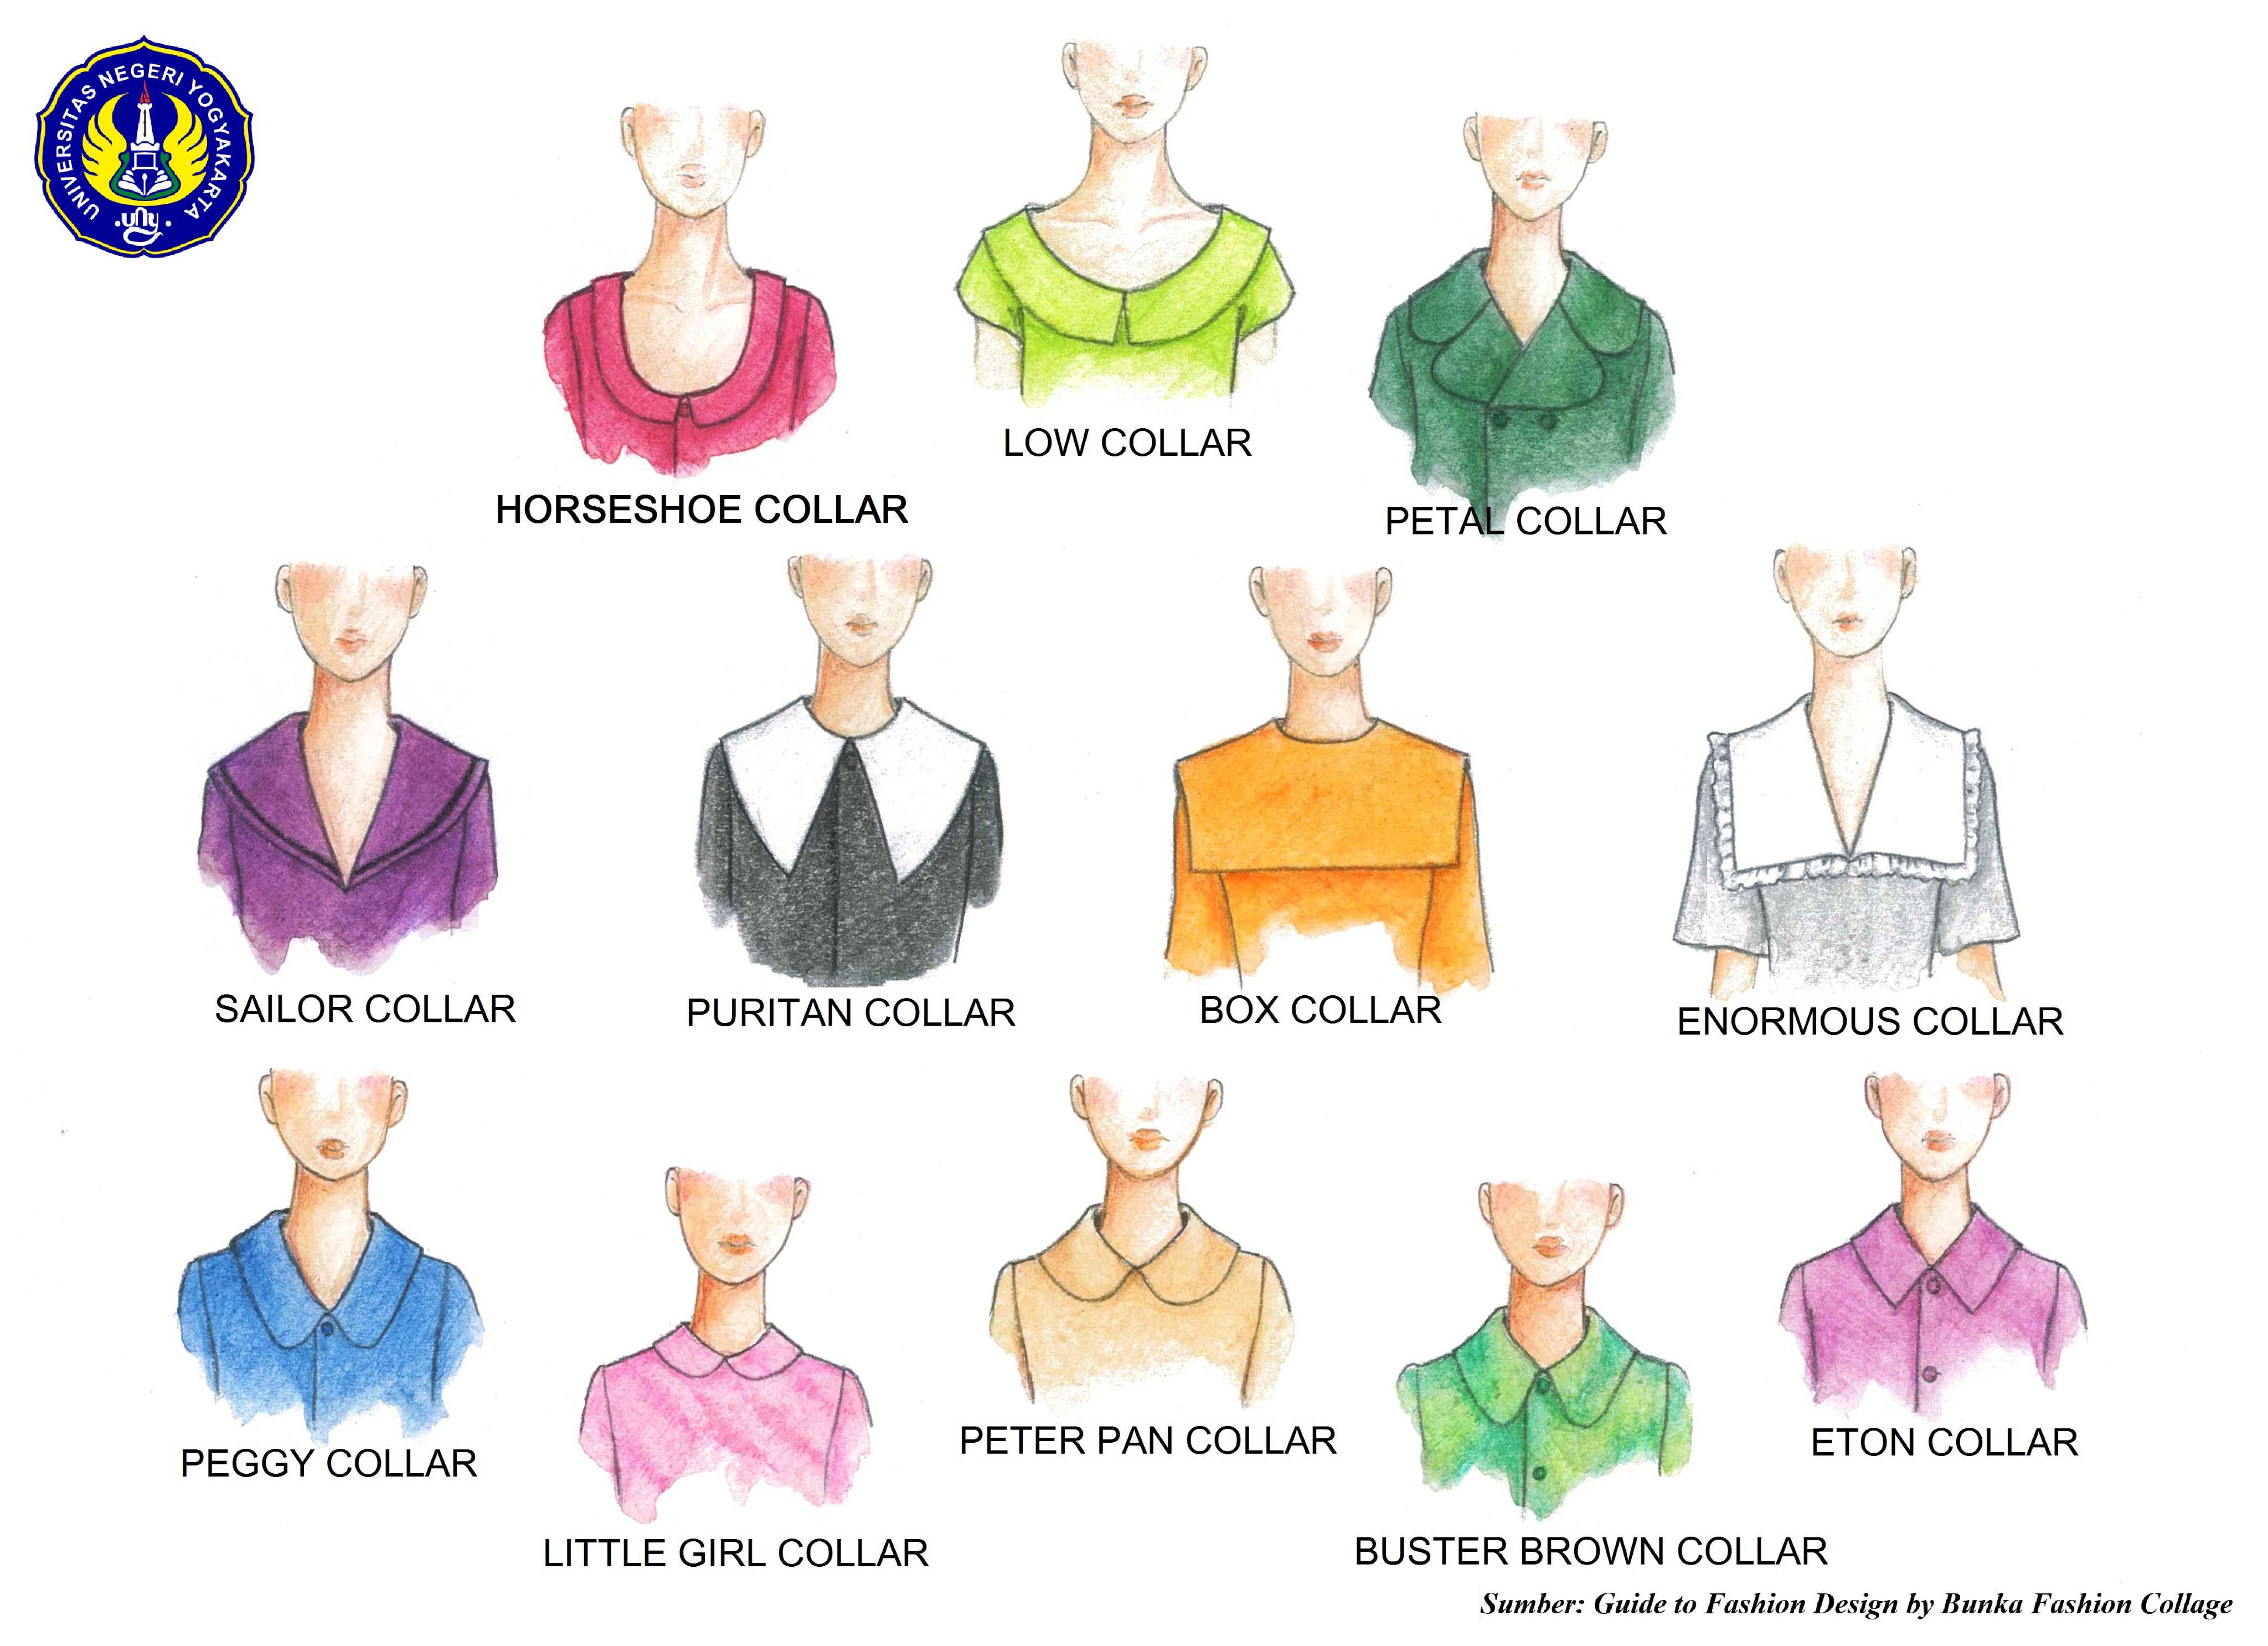 UNIVERSITAS NEGERI YOGYAKARTA
UNY
LOW COLLAR
HORSESHOE COLLAR
PETAL COLLAR
SAILOR COLLAR
PURITAN COLLAR
BOX COLLAR
ENORMOUS COLLAR
PEGGY COLLAR
LITTLE GIRL COLLAR
PETER PAN COLLAR
BUSTER BROWN COLLAR
ETON COLLAR
Sumber: Guide to Fashion Design by Bunka Fashion Collage